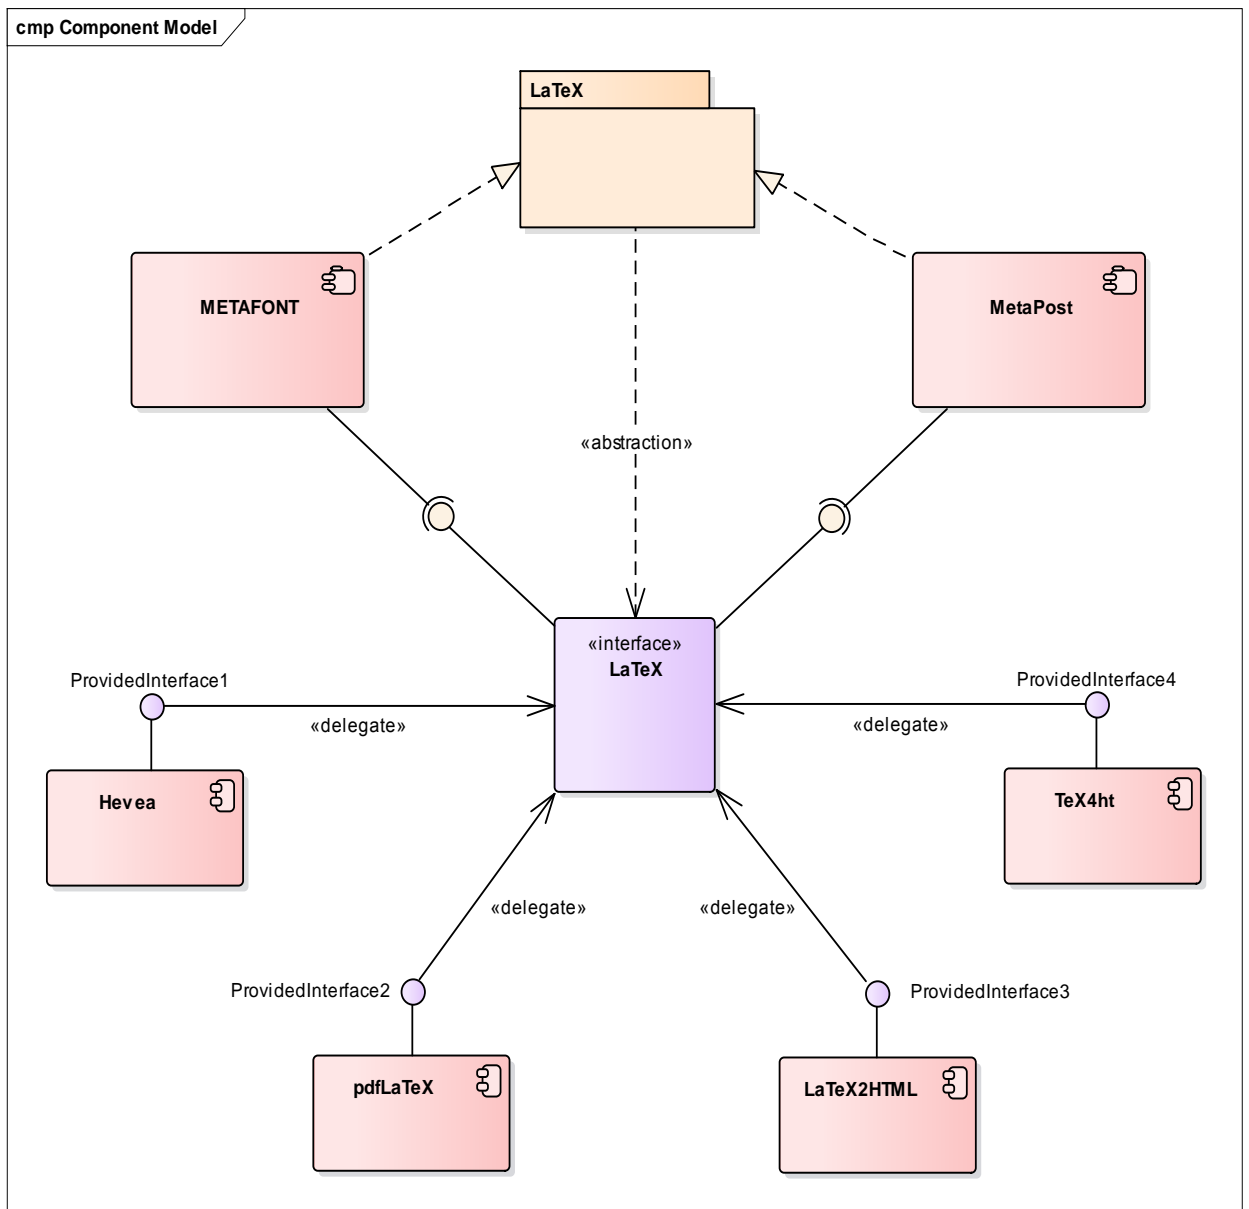 cmp Component Model
LaTeX
METAFONT
MetaPost
«abstraction»
«interface»
LaTeX
ProvidedInterface1
ProvidedInterface4
«delegate»
«delegate»
Hevea
TeX4ht
«delegate»
«delegate»
ProvidedInterface2
ProvidedInterface3
pdfLaTeX
LaTeX2HTML